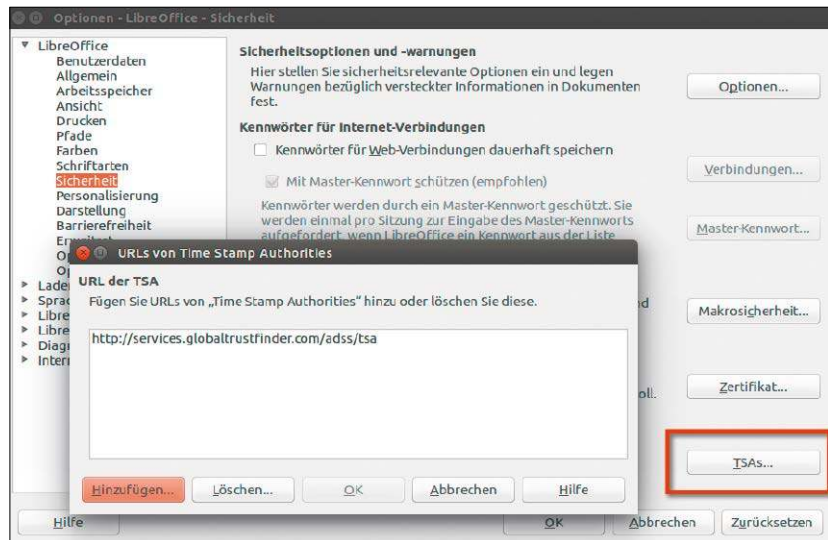 Optionen - LibreOffice - Sicherheit
LibreOffice
Benutzerdaten
Allgemein
Arbeitsspeicher
Ansicht
Drucken
Pfade
Farben
Schriftarten
Sicherheit
Personalisierung
Darstellung
Barrierefreiheit
Sicherheitsoptionen und -warnungen
Hier stellen Sie sicherheitsrelevante Optionen ein und legen
Warnungen bezüglich versteckter Informationen in Dokumenten
fest.
Optionen...
Kennwörter für Internet-Verbindungen
Kennwörter für Web-Verbindungen dauerhaft speichern
Verbindungen...
Mit Master-Kennwort schützen (empfohlen)
Kennwörter werden durch ein Master-Kennwort geschützt. Sie
werden einmal pro Sitzung zur Eingabe des Master-Kennworts
aufgefordert, wenn LibreOffice ein Kennwort aus der Liste
Master-Kennwort...
Makrosicherheit...
Zertifikat...
TSAs...
URLs von Time Stamp Authorities
URL der TSA
Fügen Sie URLs von „Time Stamp Authorities“ hinzu oder löschen Sie diese.
http://services.globaltrustfinder.com/adss/tsa
Hinzufügen... Löschen... OK Abbrechen Hilfe
Hilfe OK Abbrechen Zurücksetzen